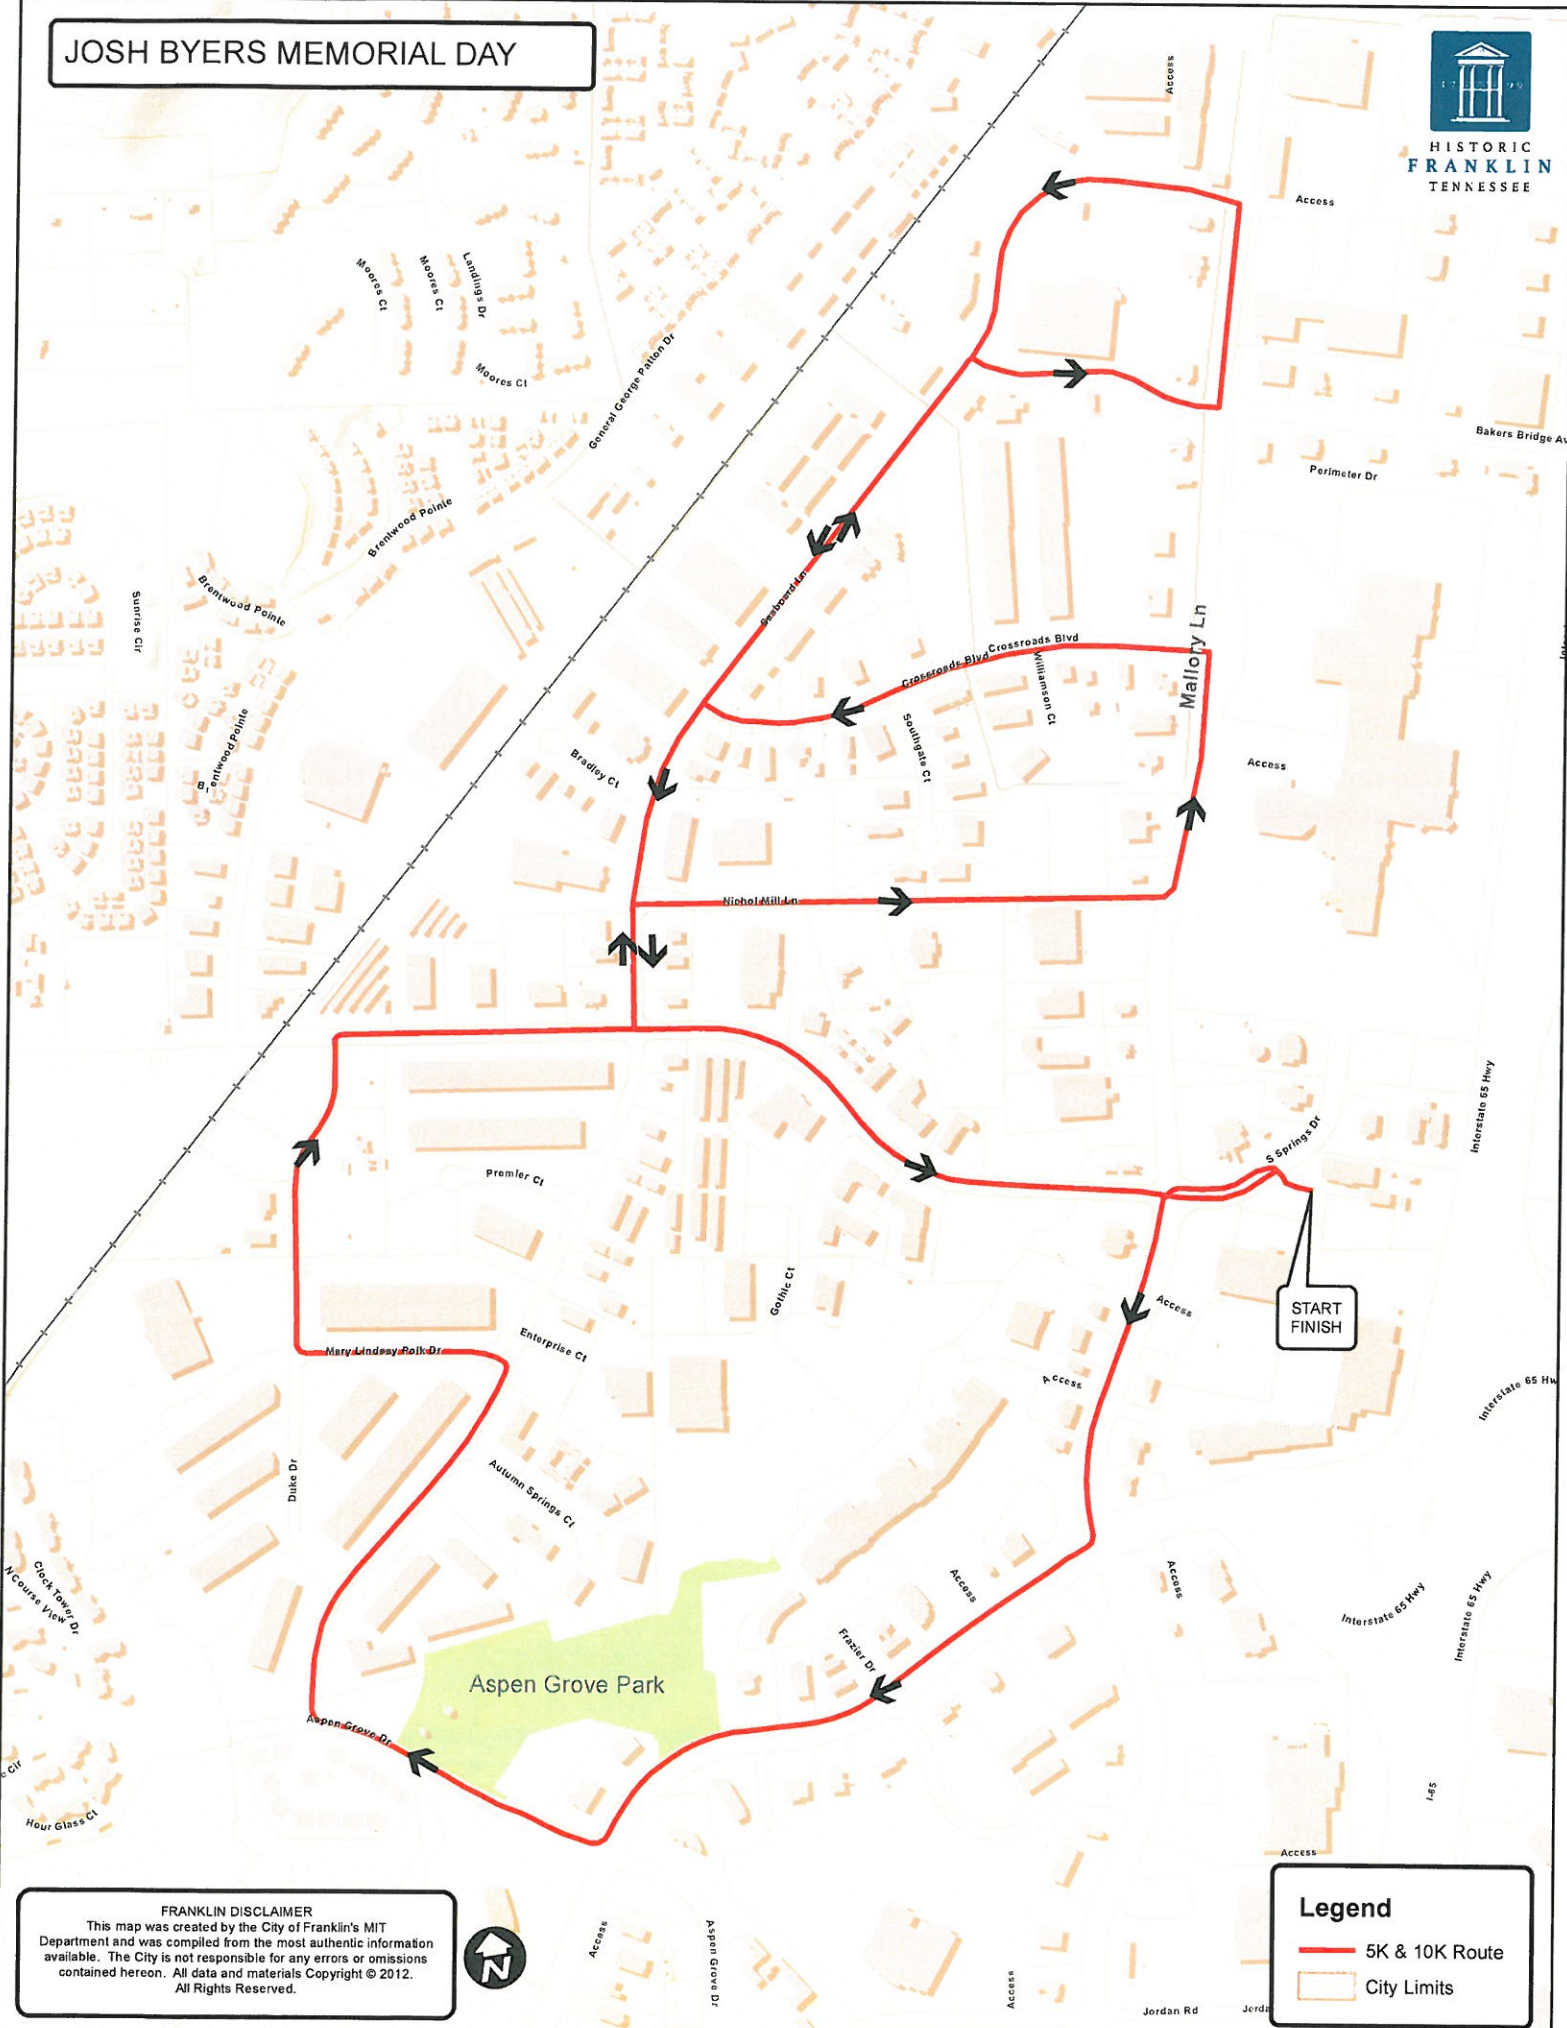 JOSH BYERS MEMORIAL DAY
HISTORIC
FRANKLIN
TENNESSEE
Access
Access
Moores Ct
Moores Ct
Landings Dr
Moores Ct
General George Patton Dr
Bakers Bridge Av
Perimeter Dr
Brentwood Pointe
Brentwood Pointe
Sunrise Cir
Seaboard Ln
Mallory Ln
Crossroads Blvd
Crossroads Blvd
Williamson Ct
Southgate Ct
Brentwood Pointe
Bradley Ct
Access
Nichol Mill Ln
Interstate 65 Hwy
S Springs Dr
Premier Ct
Gothic Ct
Access
START
FINISH
Mary Lindsay Polk Dr
Enterprise Ct
Access
Interstate 65 Hw
Duke Dr
Autumn Springs Ct
Clock Tower Dr
N Course View
Access
Access
Interstate 65 Hwy
Interstate 65 Hwy
Frazier Dr
Aspen Grove Park
Aspen Grove Dr
Cir
Hour Glass Ct
I-65
Access
FRANKLIN DISCLAIMER
This map was created by the City of Franklin's MIT
Department and was compiled from the most authentic information
available. The City is not responsible for any errors or omissions
contained hereon. All data and materials Copyright © 2012.
All Rights Reserved.
N
Access
Aspen Grove Dr
Access
Jordan Rd
Jorda
Legend
5K & 10K Route
City Limits